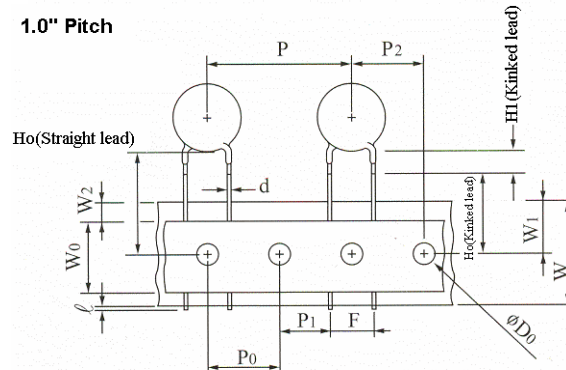 1.0" Pitch
P
P2
H1(Kinked lead)
Ho(Straight lead)
d
W2
Ho(Kinked lead)
W1
W0
W
ℓ
P1
F
øD0
P0